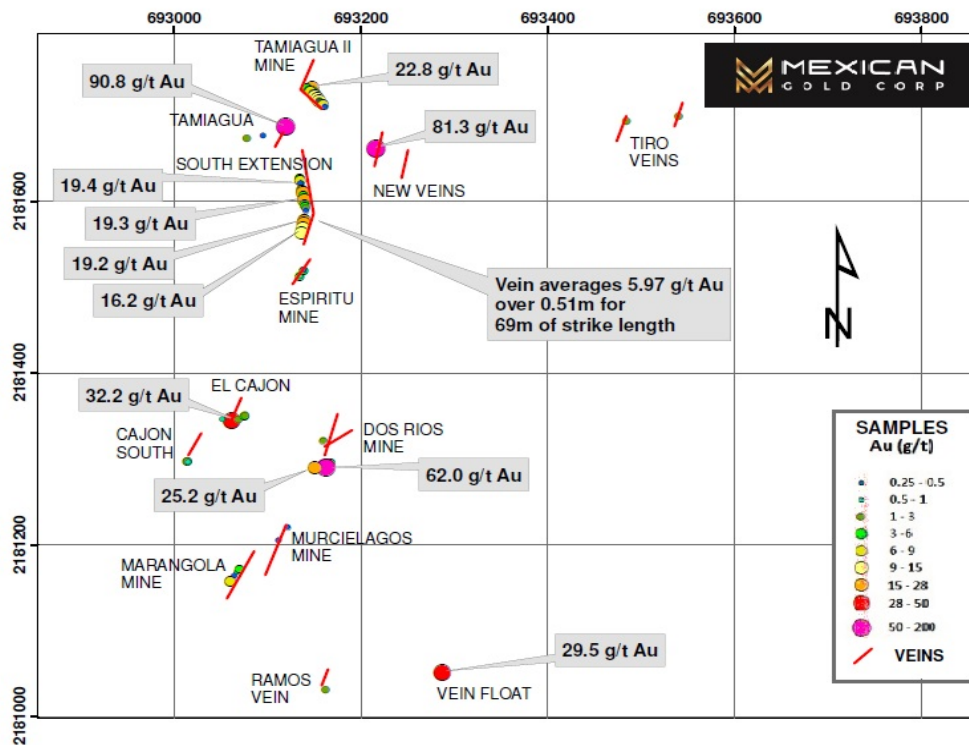 693000
693200
693400
693600
693800
TAMIAGUA II
MINE
22.8 g/t Au
90.8 g/t Au
MEXICAN
GOLD CORP
TAMIAGUA
81.3 g/t Au
TIRO
VEINS
SOUTH EXTENSION
NEW VEINS
19.4 g/t Au
2181600
19.3 g/t Au
19.2 g/t Au
16.2 g/t Au
ESPIRITU
MINE
Vein averages 5.97 g/t Au
over 0.51m for
69m of strike length
N
2181400
EL CAJON
32.2 g/t Au
CAJON
SOUTH
DOS RIOS
MINE
25.2 g/t Au
62.0 g/t Au
SAMPLES
Au (g/t)
0.25 - 0.5
0.5 - 1
1 - 3
3 - 6
6 - 9
9 - 15
15 - 28
28 - 50
50 - 200
VEINS
2181200
MURCIELAGOS
MINE
MARANGOLA
MINE
29.5 g/t Au
RAMOS
VEIN
VEIN FLOAT
2181000